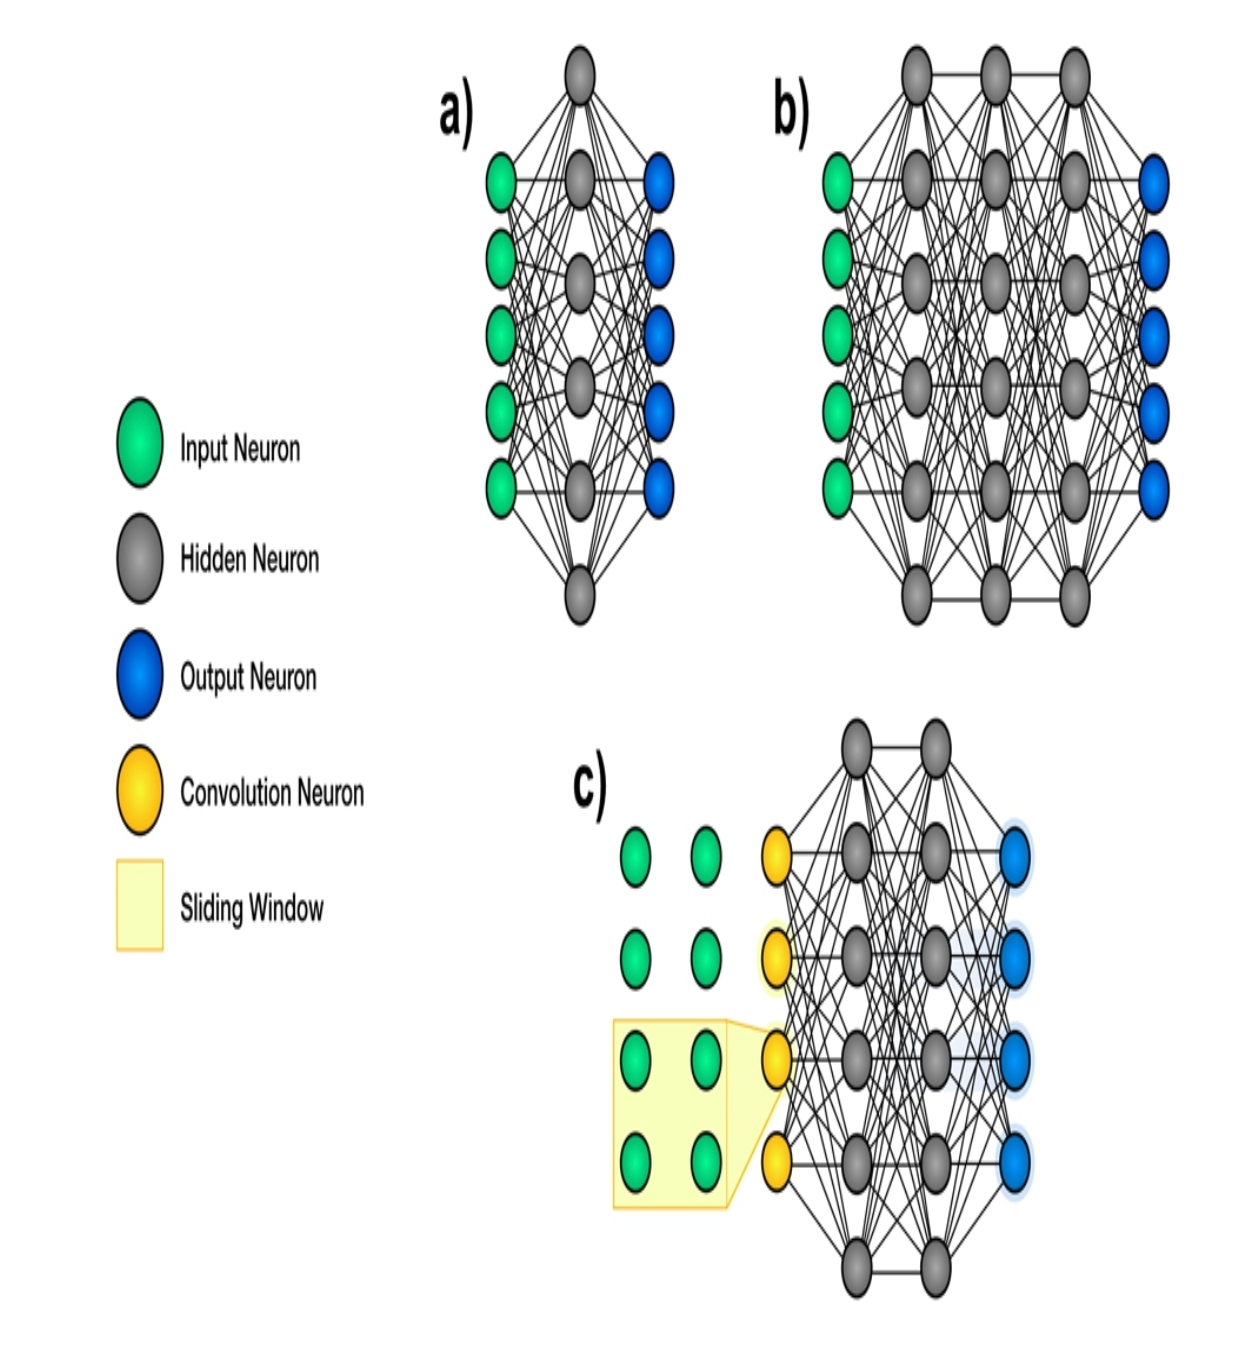 a)
b)
Input Neuron
Hidden Neuron
Output Neuron
Convolution Neuron
Sliding Window
c)